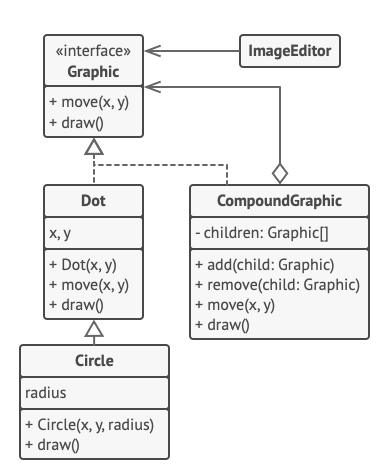 «interface»
Graphic
+ move(x, y)
+ draw()
ImageEditor
Dot
x, y
+ Dot(x, y)
+ move(x, y)
+ draw()
CompoundGraphic
- children: Graphic[]
+ add(child: Graphic)
+ remove(child: Graphic)
+ move(x, y)
+ draw()
Circle
radius
+ Circle(x, y, radius)
+ draw()